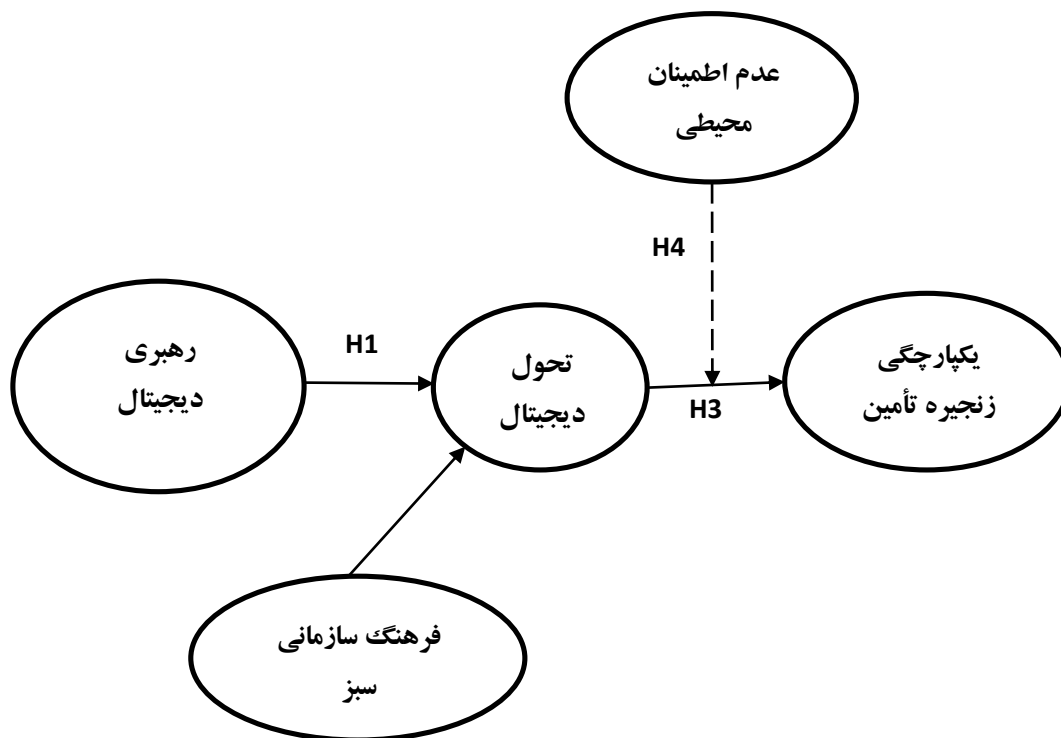 عدم اطمینان
محیطی
H4
رهبری
دیجیتال
H1
تحول
دیجیتال
H3
یکپارچگی
زنجیره تأمین
فرهنگ سازمانی
سبز